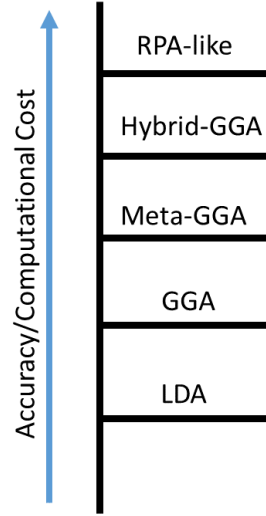 RPA-like
Hybrid-GGA
Meta-GGA
GGA
LDA
Accuracy/Computational Cost